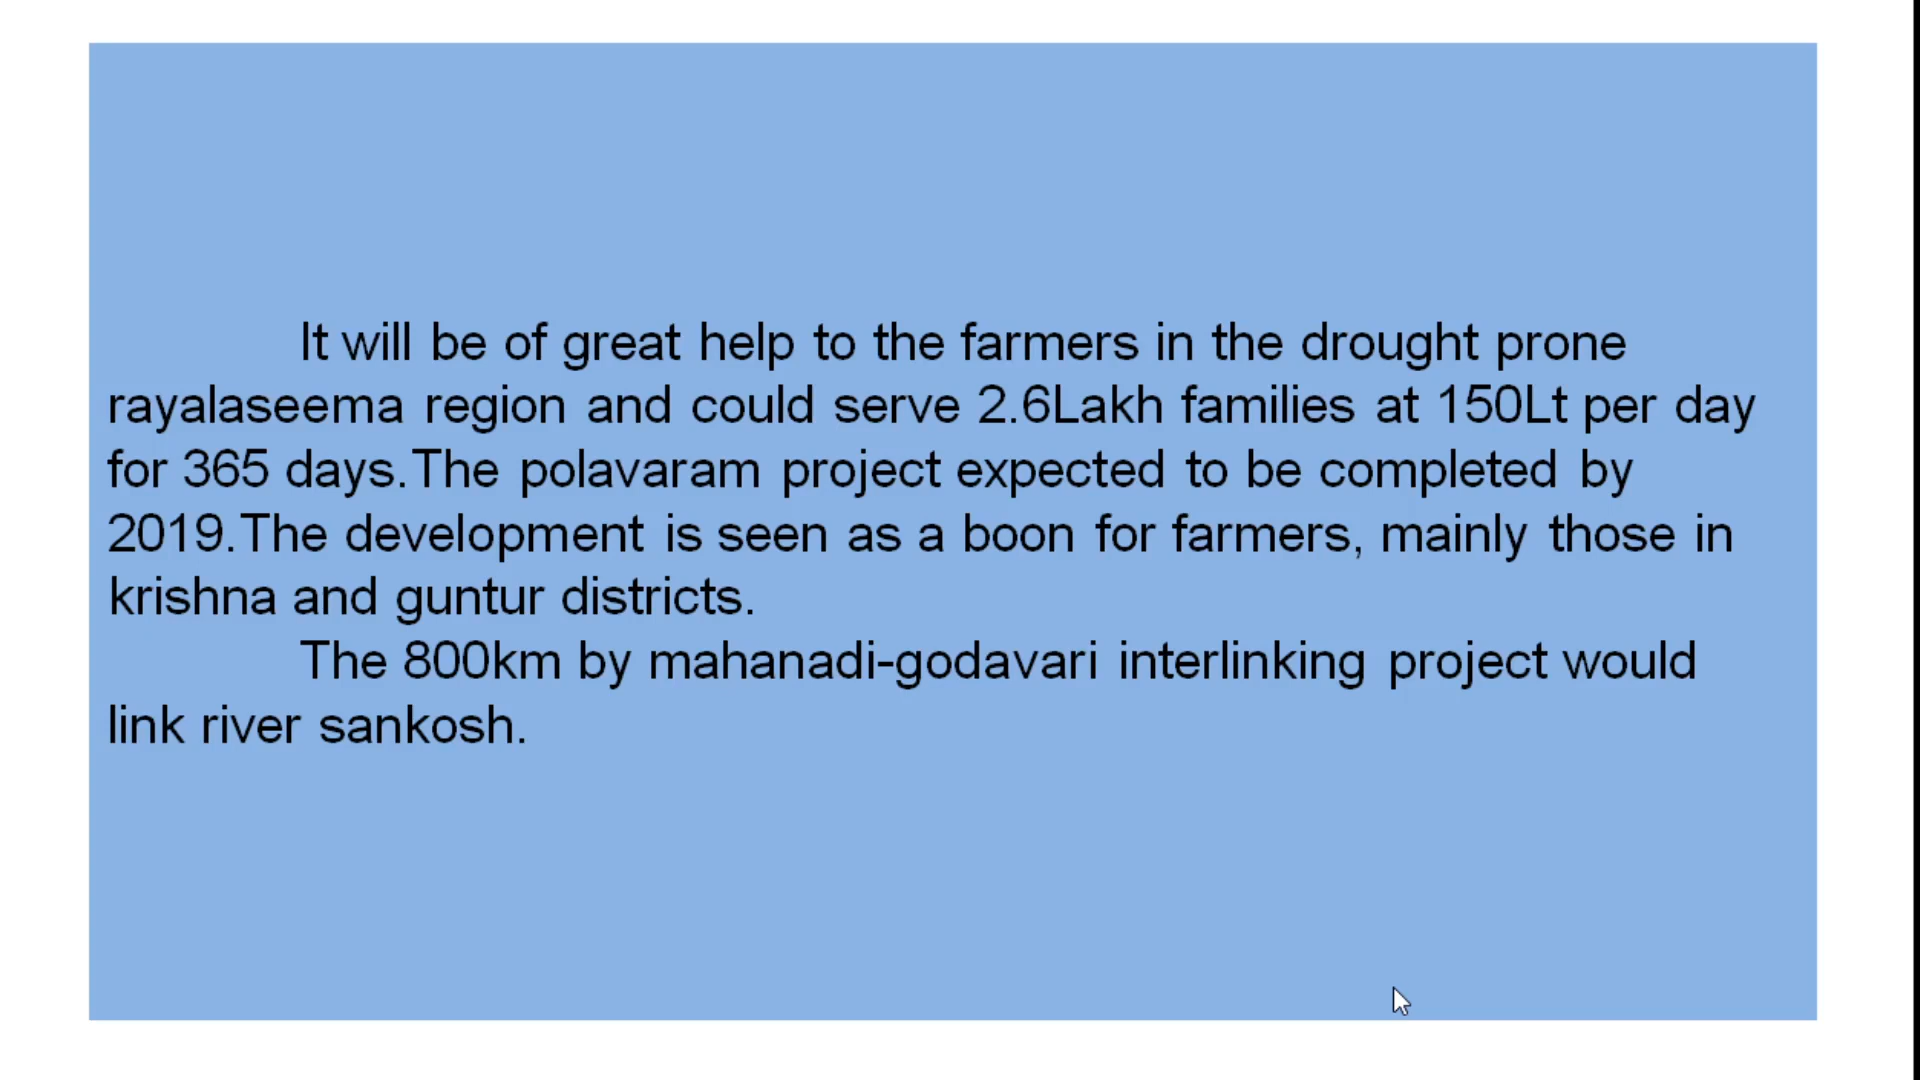 It will be of great help to the farmers in the drought prone
rayalaseema region and could serve 2.6Lakh families at 150Lt per day
for 365 days.The polavaram project expected to be completed by
2019.The development is seen as a boon for farmers, mainly those in
krishna and guntur districts.
The 800km by mahanadi-godavari interlinking project would
link river sankosh.